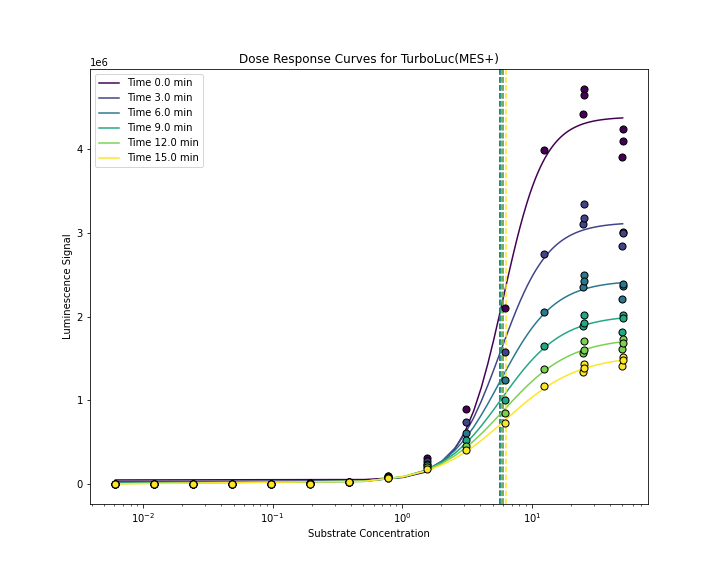 Dose Response Curves for TurboLuc(MES+)
1e6
Time 0.0 min
Time 3.0 min
Time 6.0 min
Time 9.0 min
Time 12.0 min
Time 15.0 min
4
3
2
1
0
Luminescence Signal
10⁻² 10⁻¹ 10⁰ 10¹
Substrate Concentration